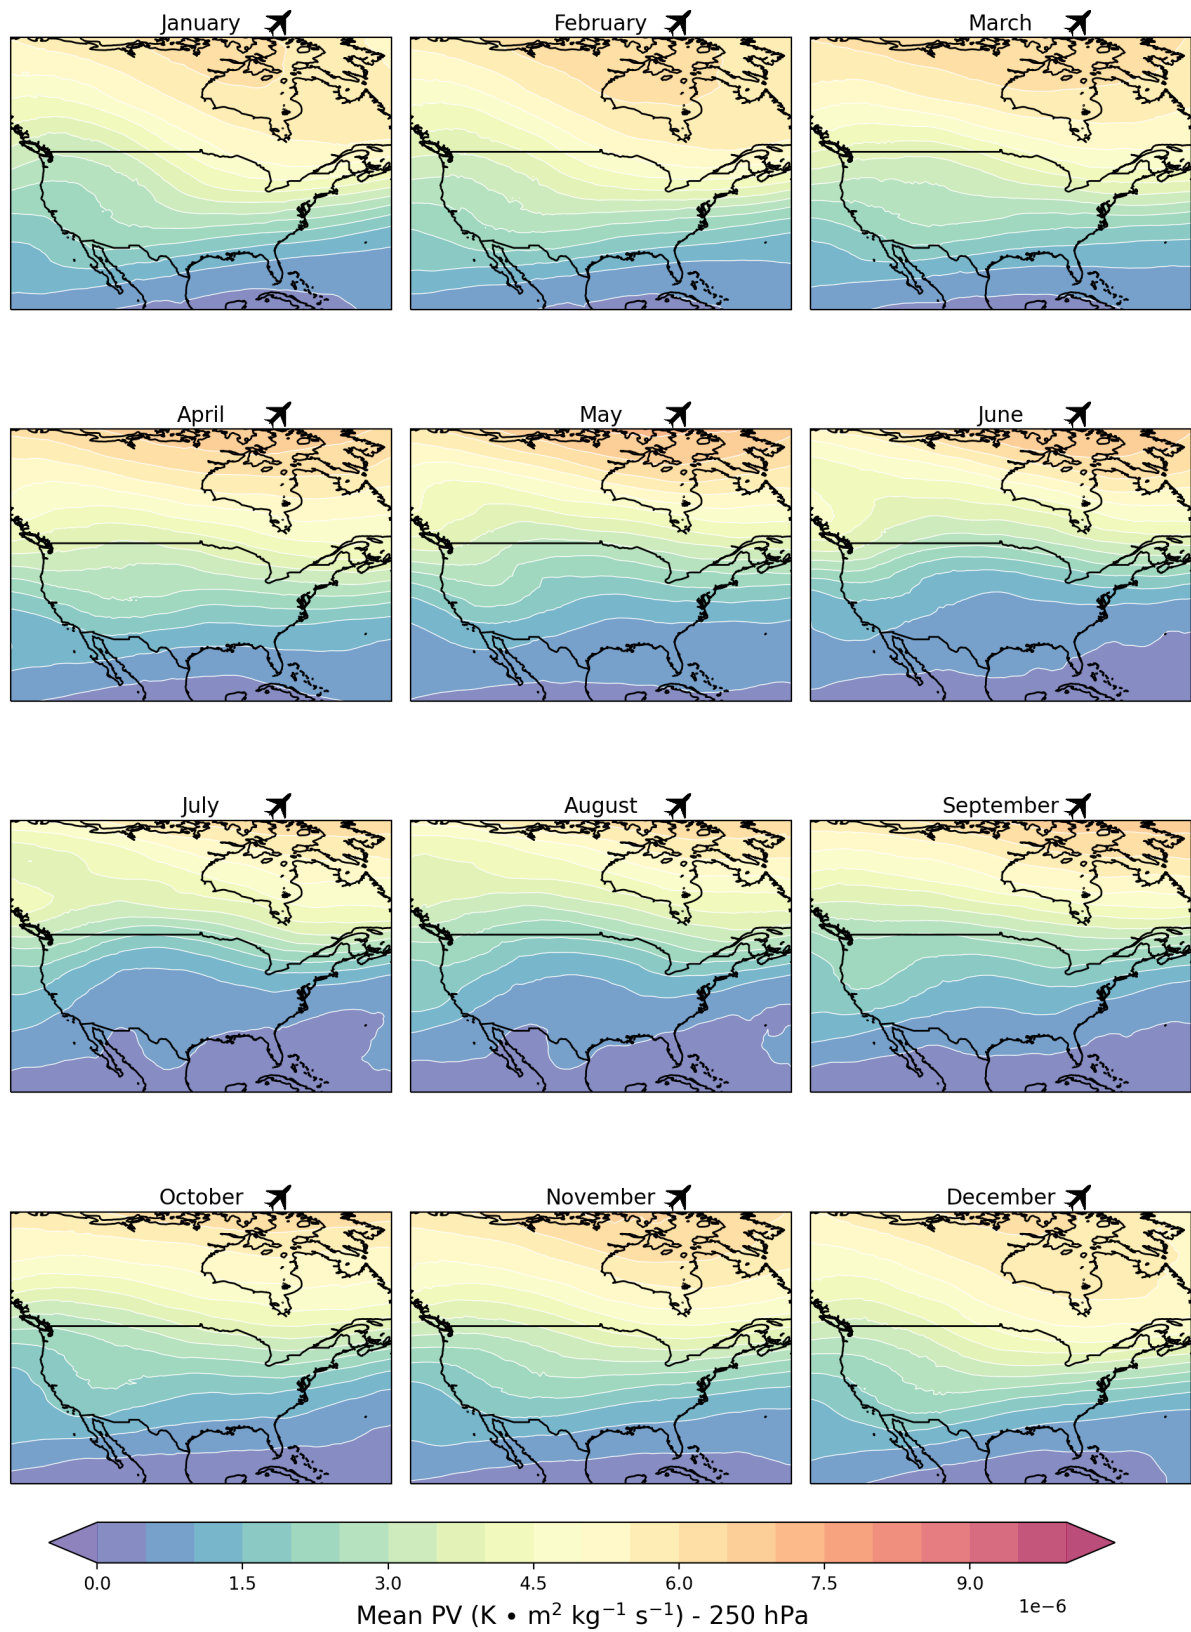 January
February
March
April
May
June
July
August
September
October
November
December
0.0 1.5 3.0 4.5 6.0 7.5 9.0
1e−6
Mean PV (K • m² kg⁻¹ s⁻¹) - 250 hPa